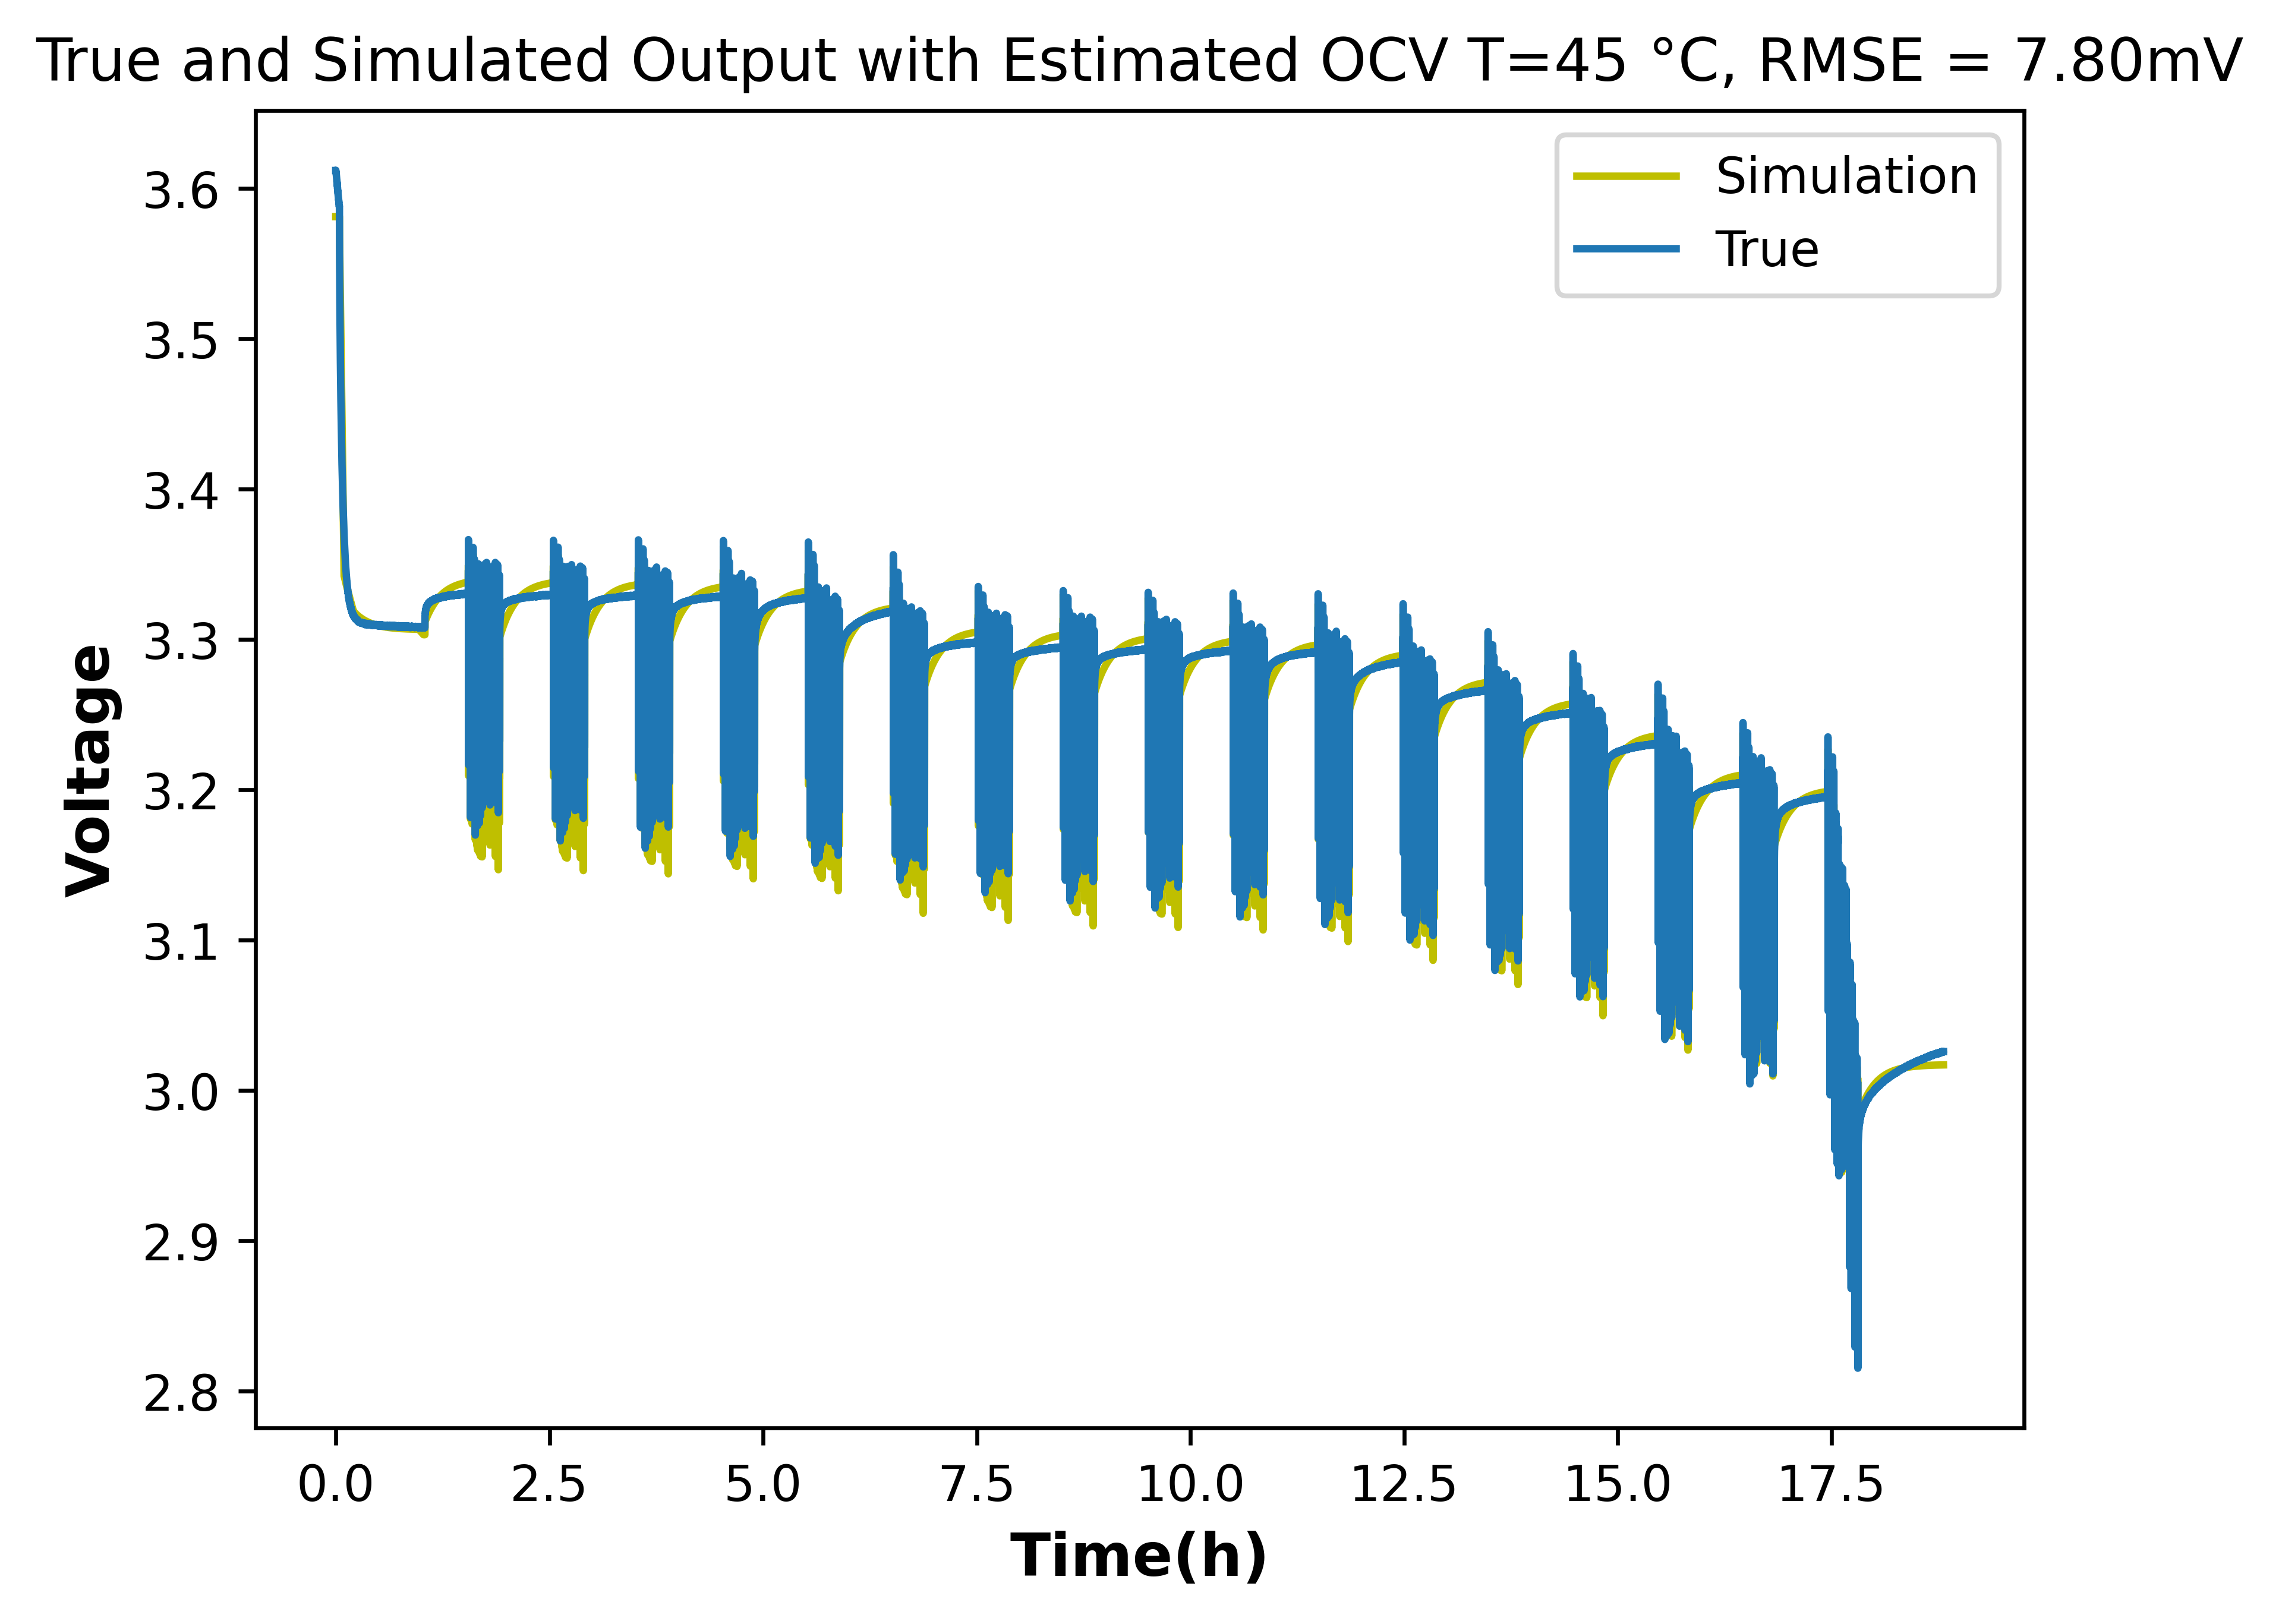 True and Simulated Output with Estimated OCV T=45 °C, RMSE = 7.80mV
Simulation
True
3.6
3.5
3.4
3.3
3.2
3.1
3.0
2.9
2.8
Voltage
0.0 2.5 5.0 7.5 10.0 12.5 15.0 17.5
Time(h)